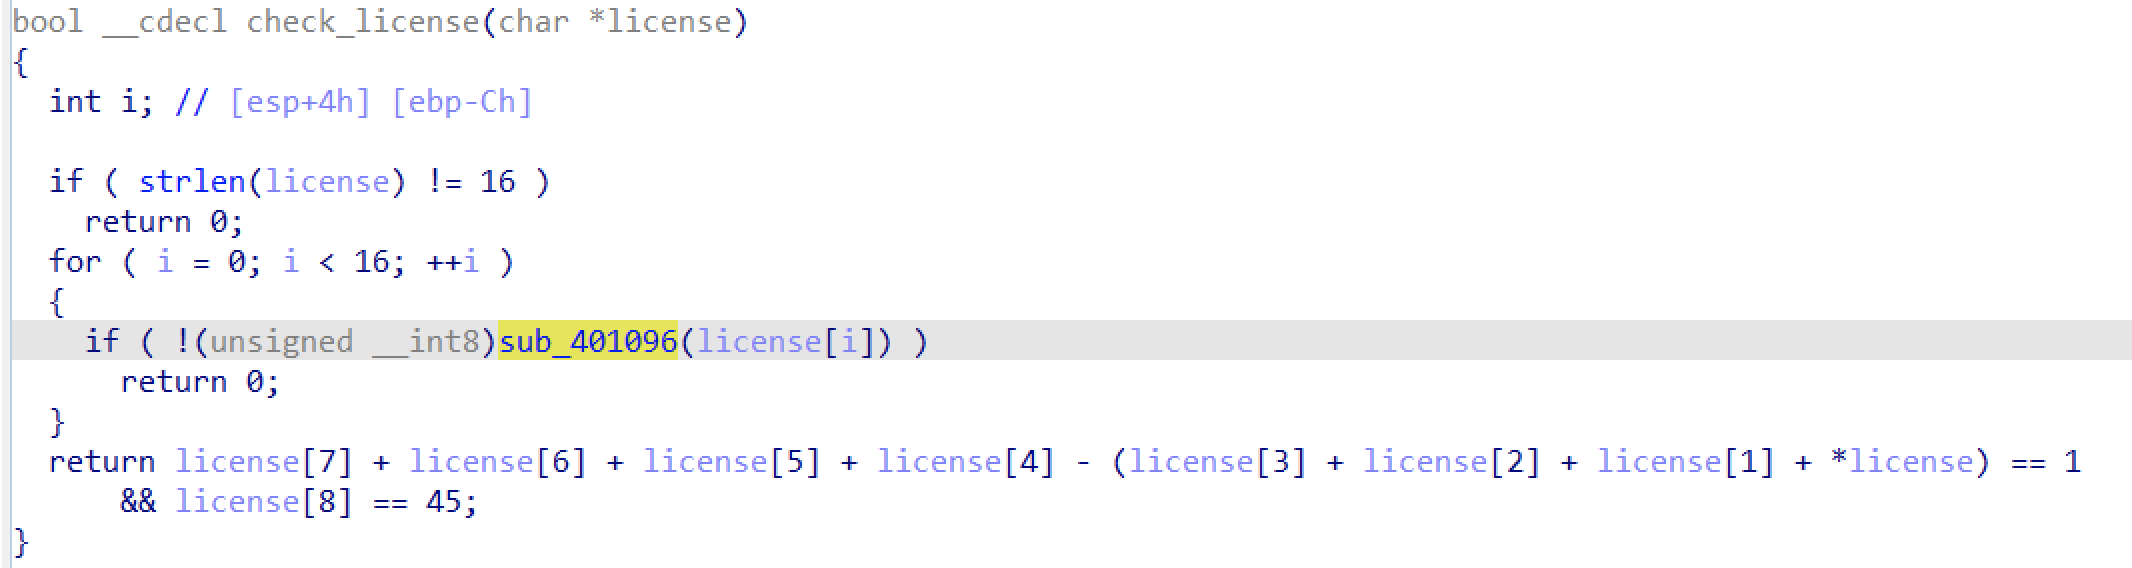 bool __cdecl check_license(char *license)
{
  int i; // [esp+4h] [ebp-Ch]

  if ( strlen(license) != 16 )
    return 0;
  for ( i = 0; i < 16; ++i )
  {
    if ( !(unsigned __int8)sub_401096(license[i]) )
      return 0;
  }
  return license[7] + license[6] + license[5] + license[4] - (license[3] + license[2] + license[1] + *license) == 1
      && license[8] == 45;
}